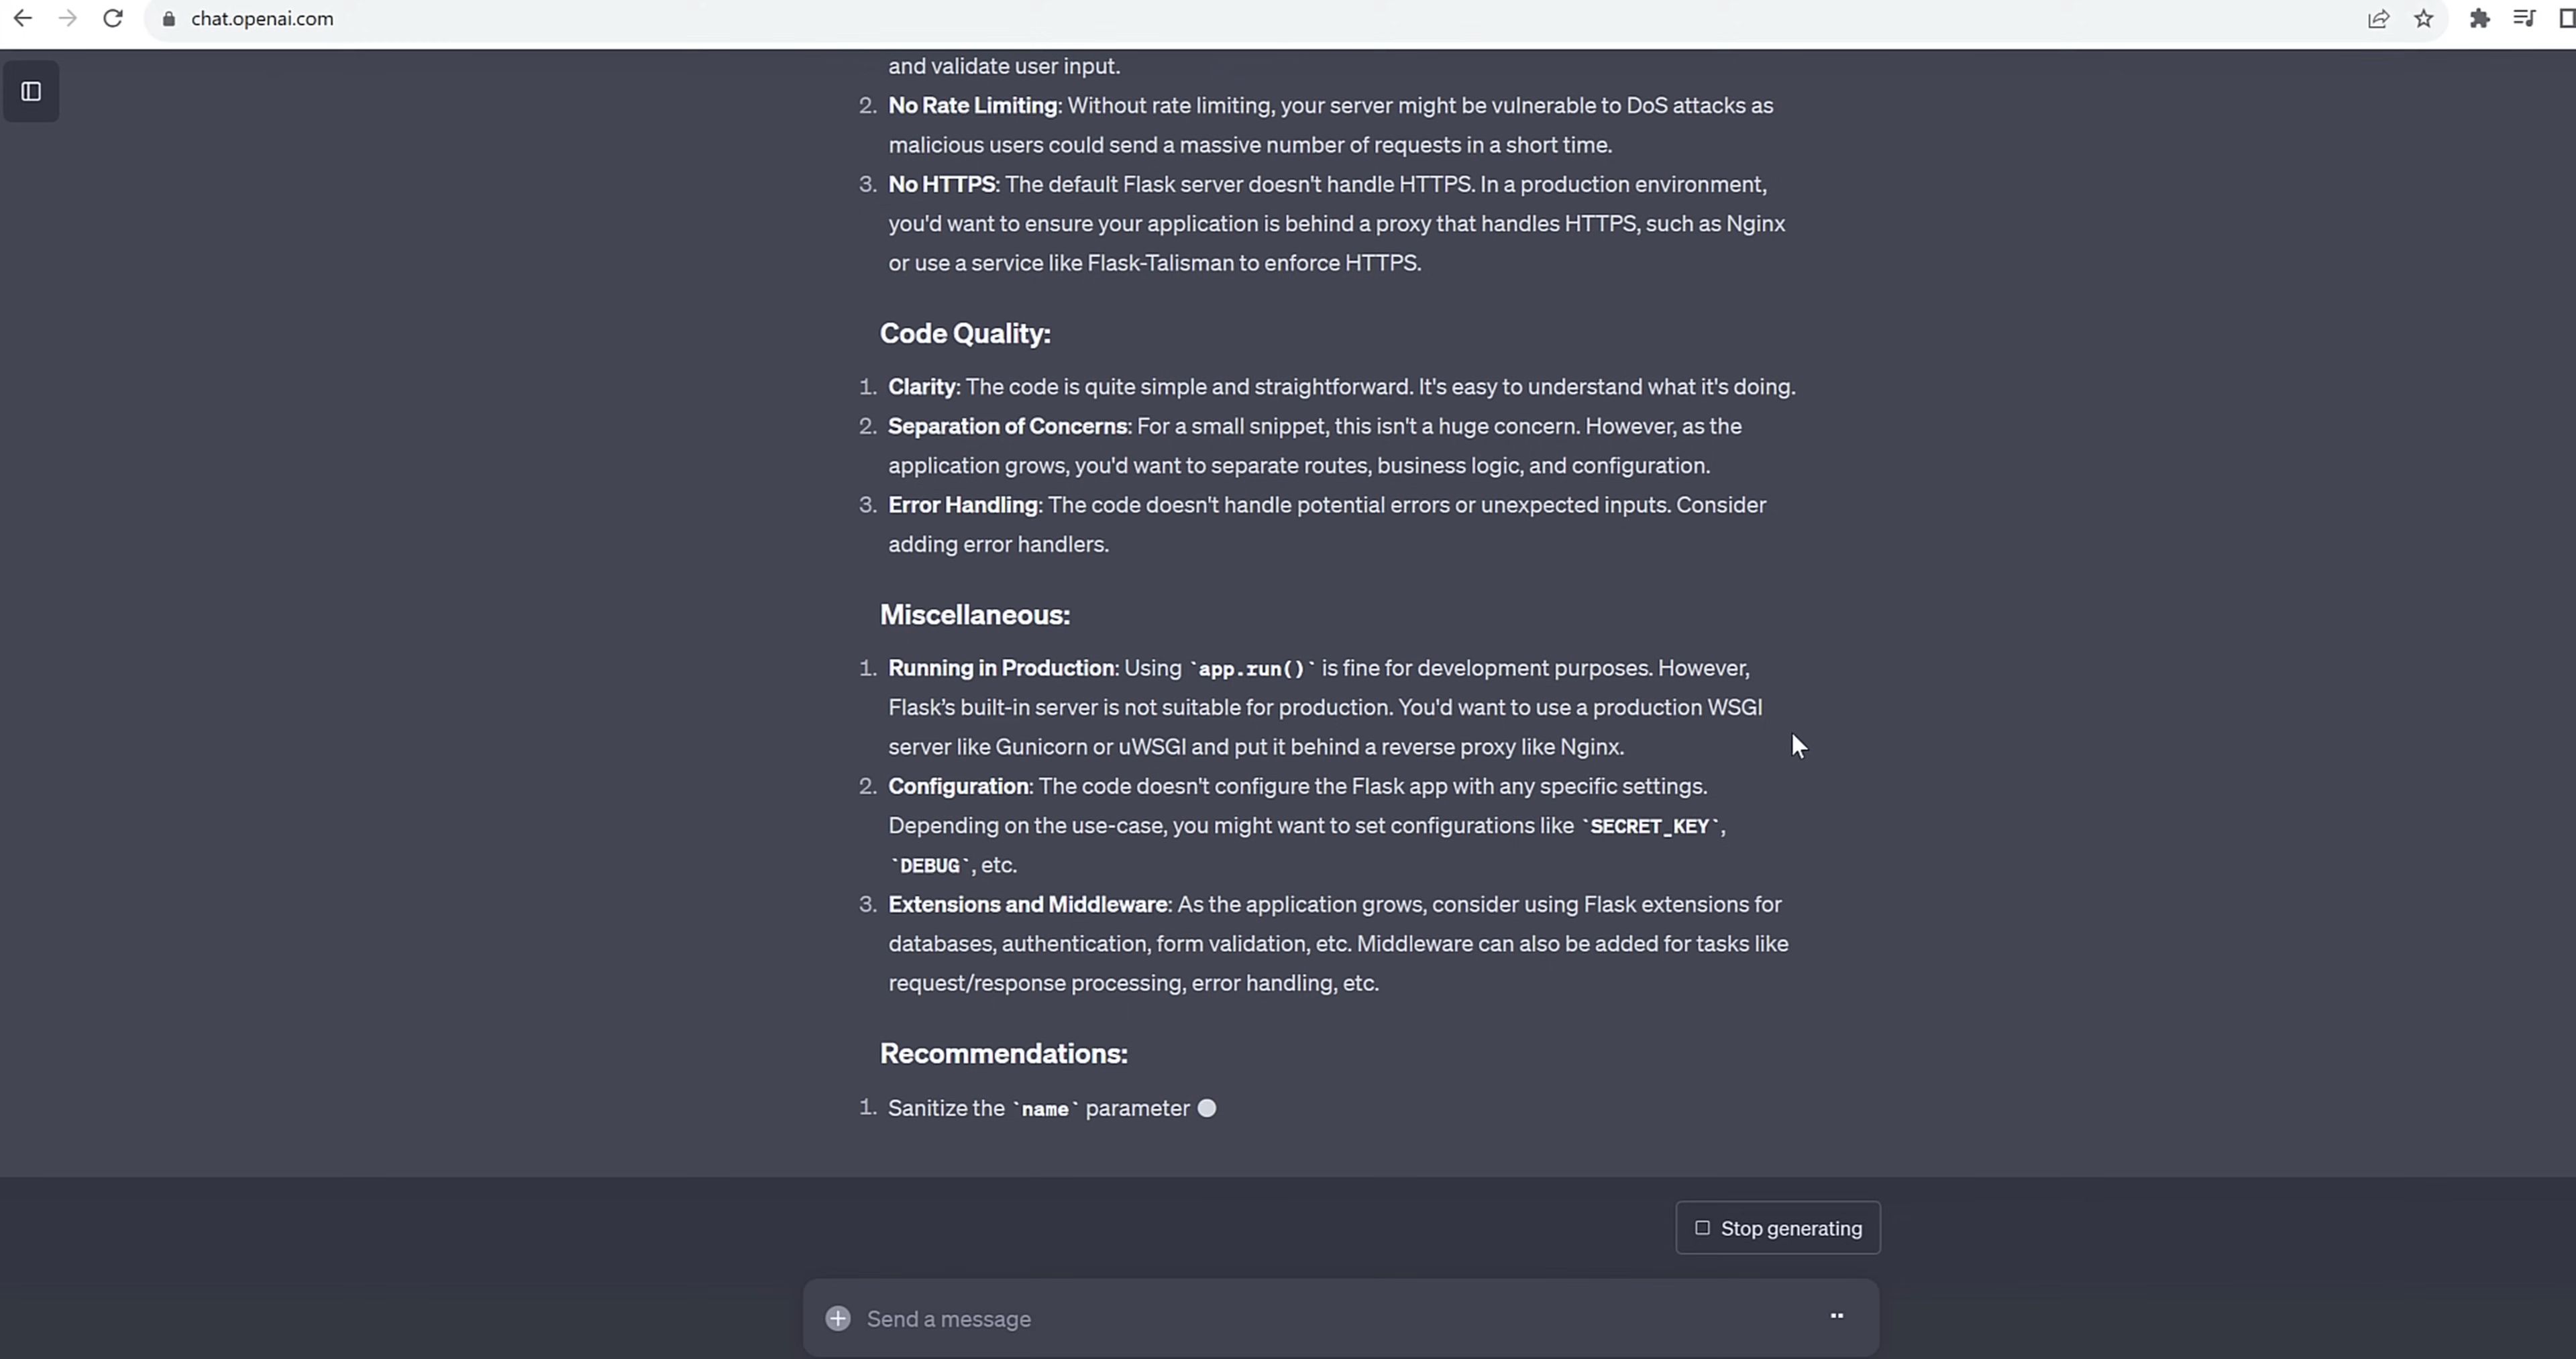 chat.openai.com
and validate user input.
2. No Rate Limiting: Without rate limiting, your server might be vulnerable to DoS attacks as
malicious users could send a massive number of requests in a short time.
3. No HTTPS: The default Flask server doesn't handle HTTPS. In a production environment,
you'd want to ensure your application is behind a proxy that handles HTTPS, such as Nginx
or use a service like Flask-Talisman to enforce HTTPS.
Code Quality:
1. Clarity: The code is quite simple and straightforward. It's easy to understand what it's doing.
2. Separation of Concerns: For a small snippet, this isn't a huge concern. However, as the
application grows, you'd want to separate routes, business logic, and configuration.
3. Error Handling: The code doesn't handle potential errors or unexpected inputs. Consider
adding error handlers.
Miscellaneous:
1. Running in Production: Using `app.run()` is fine for development purposes. However,
Flask’s built-in server is not suitable for production. You'd want to use a production WSGI
server like Gunicorn or uWSGI and put it behind a reverse proxy like Nginx.
2. Configuration: The code doesn't configure the Flask app with any specific settings.
Depending on the use-case, you might want to set configurations like `SECRET_KEY`,
`DEBUG`, etc.
3. Extensions and Middleware: As the application grows, consider using Flask extensions for
databases, authentication, form validation, etc. Middleware can also be added for tasks like
request/response processing, error handling, etc.
Recommendations:
1. Sanitize the `name` parameter
Stop generating
Send a message